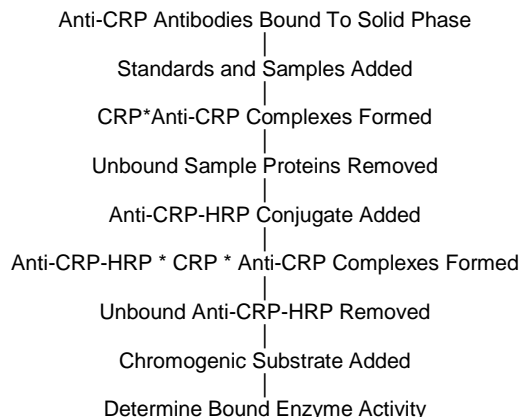 Anti-CRP Antibodies Bound To Solid Phase
Standards and Samples Added
CRP*Anti-CRP Complexes Formed
Unbound Sample Proteins Removed
Anti-CRP-HRP Conjugate Added
Anti-CRP-HRP * CRP * Anti-CRP Complexes Formed
Unbound Anti-CRP-HRP Removed
Chromogenic Substrate Added
Determine Bound Enzyme Activity